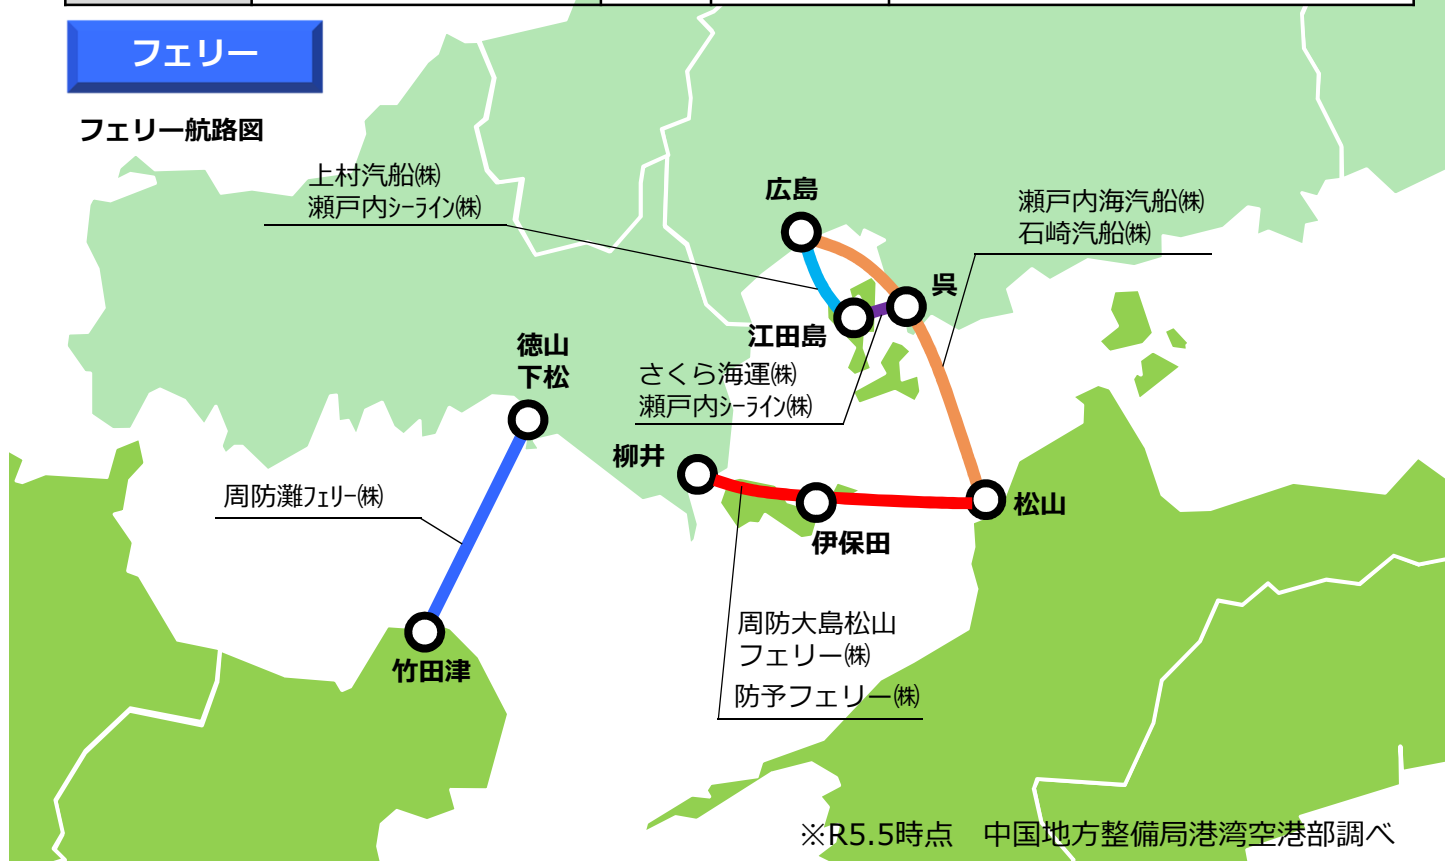 フェリー
フェリー航路図
上村汽船㈱
瀬戸内ｼｰﾗｲﾝ㈱
広島
瀬戸内海汽船㈱
石崎汽船㈱
呉
江田島
徳山
下松
さくら海運㈱
瀬戸内ｼｰﾗｲﾝ㈱
柳井
周防灘ﾌｪﾘｰ㈱
松山
伊保田
周防大島松山
フェリー㈱
防予フェリー㈱
竹田津
※R5.5時点　中国地方整備局港湾空港部調べ